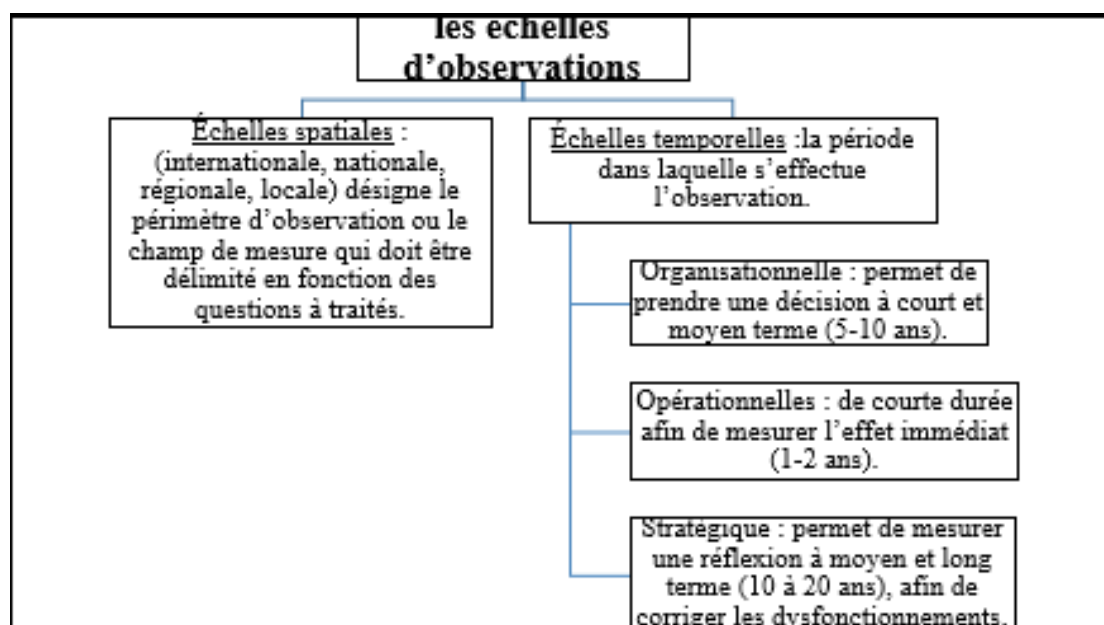 les échelles
d’observations
Échelles spatiales :
(internationale, nationale,
régionale, locale) désigne le
périmètre d’observation ou le
champ de mesure qui doit être
délimité en fonction des
questions à traités.
Échelles temporelles :la période
dans laquelle s’effectue
l’observation.
Organisationnelle : permet de
prendre une décision à court et
moyen terme (5-10 ans).
Opérationnelles : de courte durée
afin de mesurer l’effet immédiat
(1-2 ans).
Stratégique : permet de mesurer
une réflexion à moyen et long
terme (10 à 20 ans), afin de
corriger les dysfonctionnements.